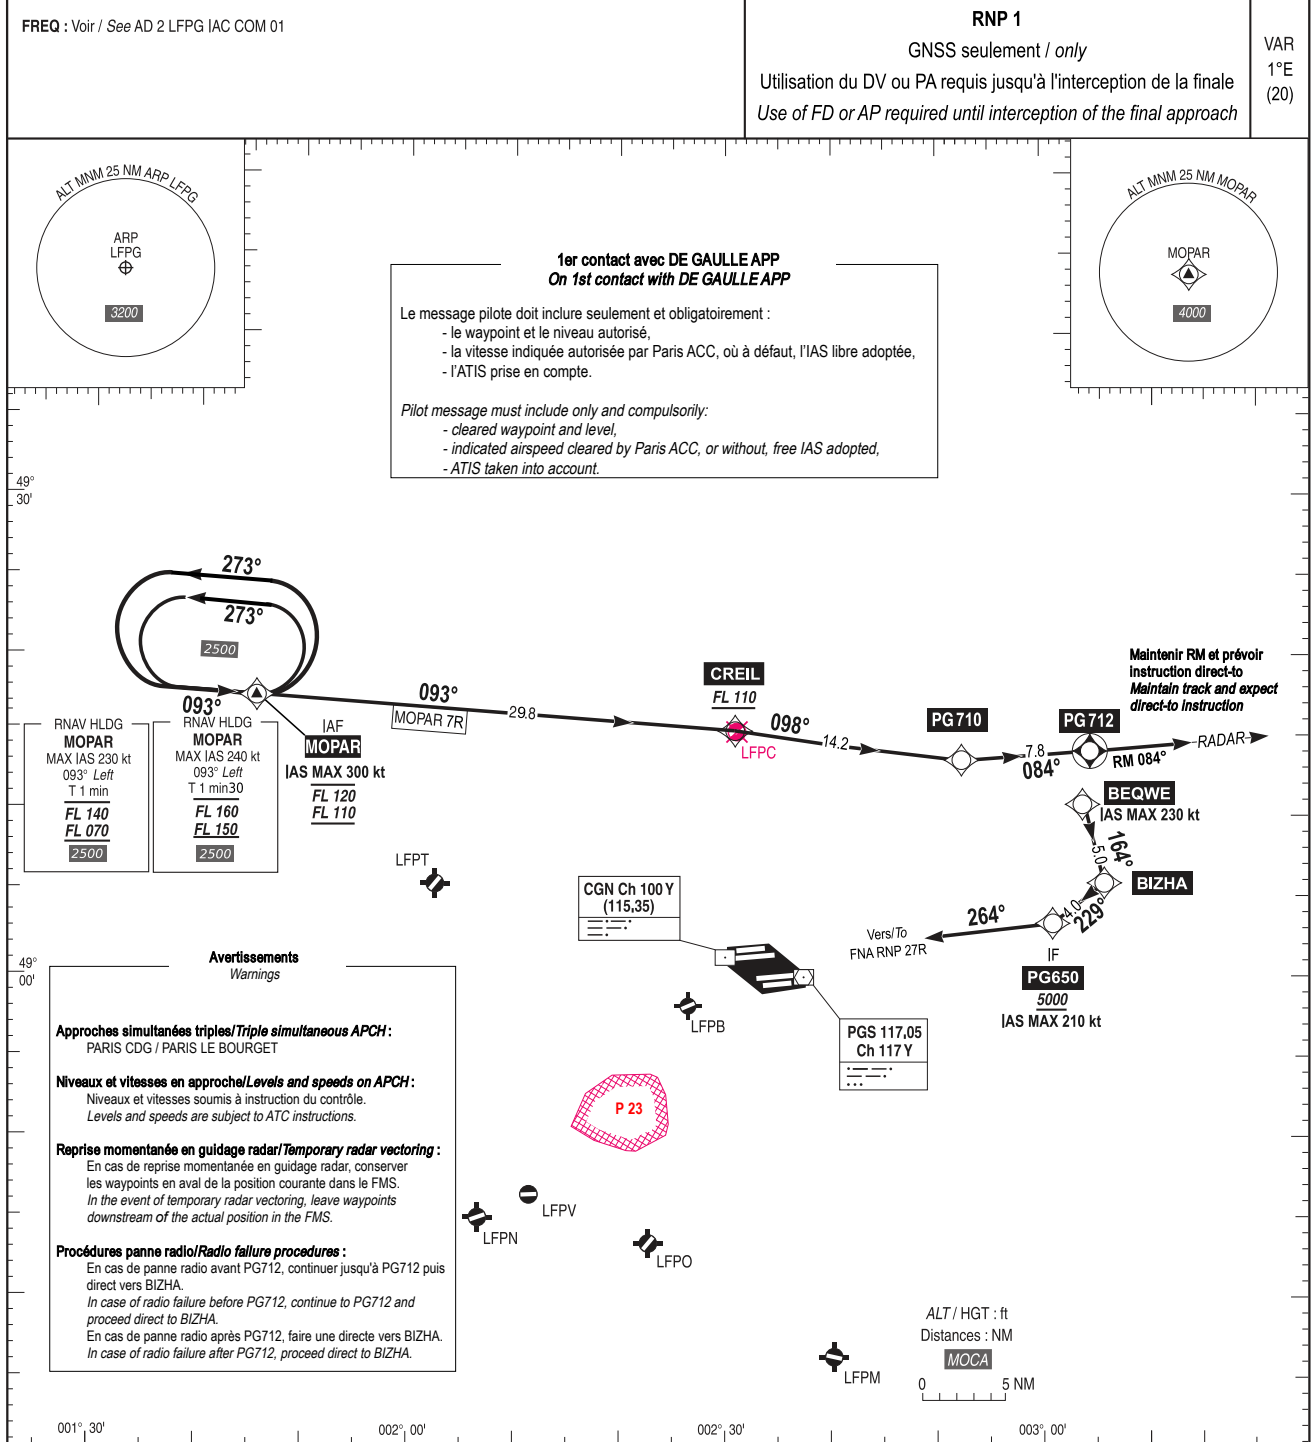 FREQ : Voir / See AD 2 LFPG IAC COM 01
RNP 1
GNSS seulement / only
Utilisation du DV ou PA requis jusqu'à l'interception de la finale
Use of FD or AP required until interception of the final approach
VAR
1°E
(20)
ALT MNM 25 NM ARP LFPG
ARP
LFPG
3200
ALT MNM 25 NM MOPAR
MOPAR
4000
1er contact avec DE GAULLE APP
On 1st contact with DE GAULLE APP
Le message pilote doit inclure seulement et obligatoirement :
- le waypoint et le niveau autorisé,
- la vitesse indiquée autorisée par Paris ACC, où à défaut, l'IAS libre adoptée,
- l'ATIS prise en compte.
Pilot message must include only and compulsorily:
- cleared waypoint and level,
- indicated airspeed cleared by Paris ACC, or without, free IAS adopted,
- ATIS taken into account.
49°
30'
273°
273°
2500
093°
093°
MOPAR 7R
29.8
CREIL
FL 110
LFPC
098°
14.2
PG710
7.8
084°
PG712
RM 084°
RADAR
Maintenir RM et prévoir
instruction direct-to
Maintain track and expect
direct-to instruction
RNAV HLDG
MOPAR
MAX IAS 230 kt
093° Left
T 1 min
FL 140
FL 070
2500
RNAV HLDG
MOPAR
MAX IAS 240 kt
093° Left
T 1 min30
FL 160
FL 150
2500
IAF
MOPAR
IAS MAX 300 kt
FL 120
FL 110
BEQWE
IAS MAX 230 kt
164°
5.0
BIZHA
4.0
229°
264°
Vers/To
FNA RNP 27R
IF
PG650
5000
IAS MAX 210 kt
LFPT
CGN Ch 100 Y
(115,35)
LFPB
PGS 117,05
Ch 117 Y
49°
00'
Avertissements
Warnings
Approches simultanées triples/Triple simultaneous APCH :
PARIS CDG / PARIS LE BOURGET
Niveaux et vitesses en approche/Levels and speeds on APCH :
Niveaux et vitesses soumis à instruction du contrôle.
Levels and speeds are subject to ATC instructions.
Reprise momentanée en guidage radar/Temporary radar vectoring :
En cas de reprise momentanée en guidage radar, conserver
les waypoints en aval de la position courante dans le FMS.
In the event of temporary radar vectoring, leave waypoints
downstream of the actual position in the FMS.
Procédures panne radio/Radio failure procedures :
En cas de panne radio avant PG712, continuer jusqu'à PG712 puis
direct vers BIZHA.
In case of radio failure before PG712, continue to PG712 and
proceed direct to BIZHA.
En cas de panne radio après PG712, faire une directe vers BIZHA.
In case of radio failure after PG712, proceed direct to BIZHA.
P 23
LFPV
LFPN
LFPO
LFPM
ALT / HGT : ft
Distances : NM
MOCA
0 5 NM
001° 30'
002° 00'
002° 30'
003° 00'